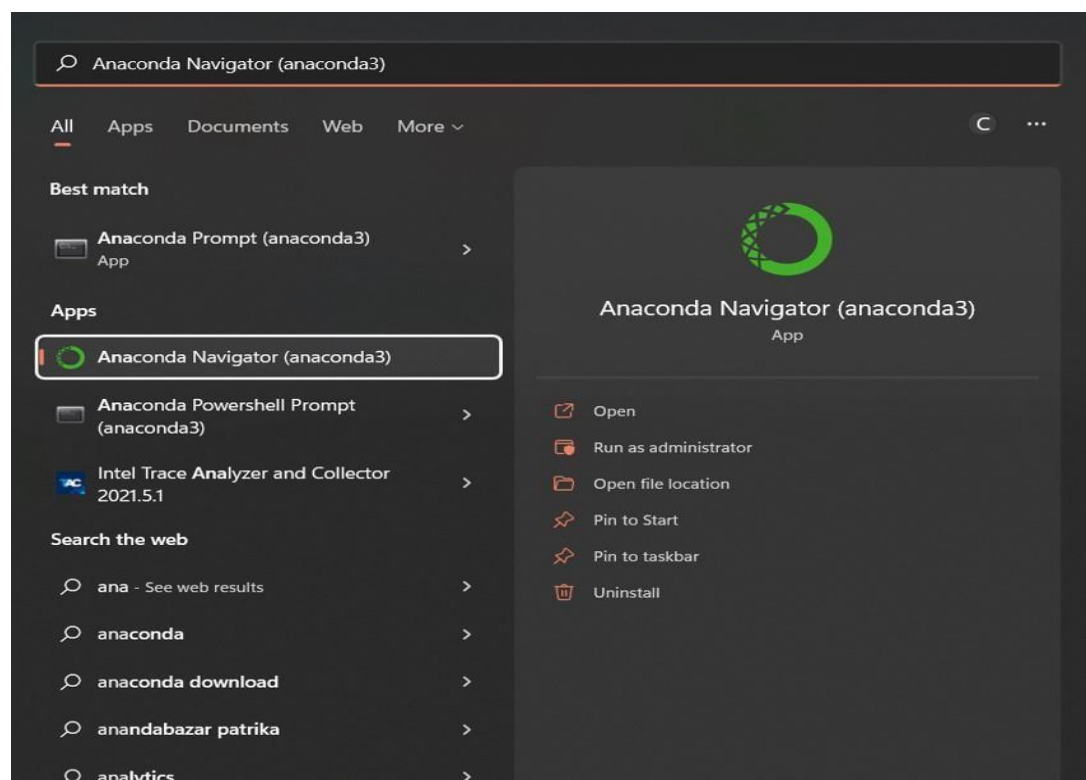 Anaconda Navigator (anaconda3)
All Apps Documents Web More
C ...
Best match
Anaconda Prompt (anaconda3)
App
Apps
Anaconda Navigator (anaconda3)
Anaconda Powershell Prompt
(anaconda3)
AC
Intel Trace Analyzer and Collector
2021.5.1
Search the web
ana - See web results
anaconda
anaconda download
anandabazar patrika
analytics
Anaconda Navigator (anaconda3)
App
Open
Run as administrator
Open file location
Pin to Start
Pin to taskbar
Uninstall